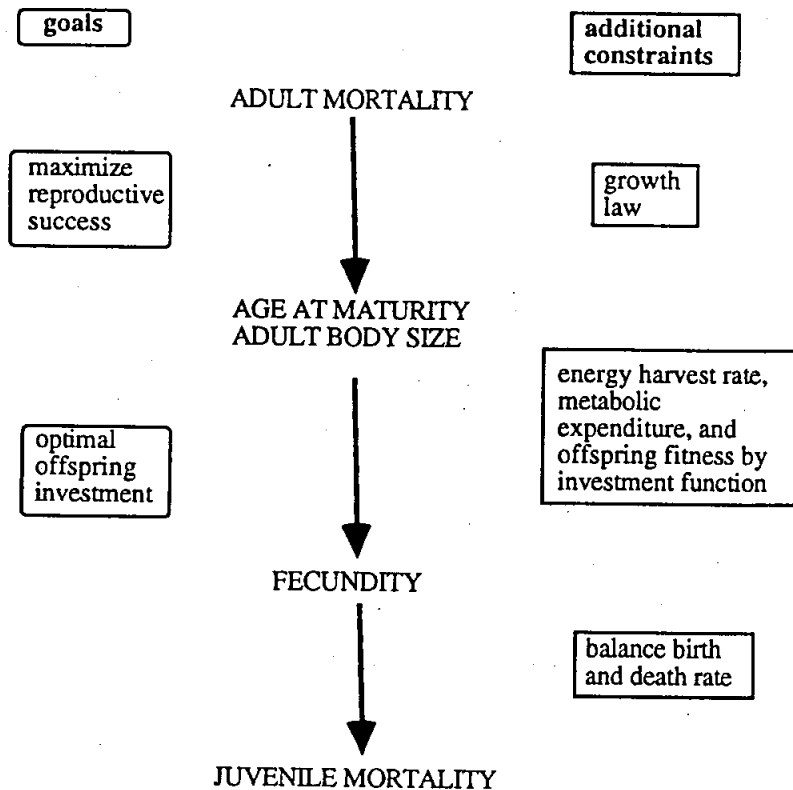 goals
additional
constraints
ADULT MORTALITY
maximize
reproductive
success
growth
law
AGE AT MATURITY
ADULT BODY SIZE
energy harvest rate,
metabolic
expenditure, and
offspring fitness by
investment function
optimal
offspring
investment
FECUNDITY
balance birth
and death rate
JUVENILE MORTALITY